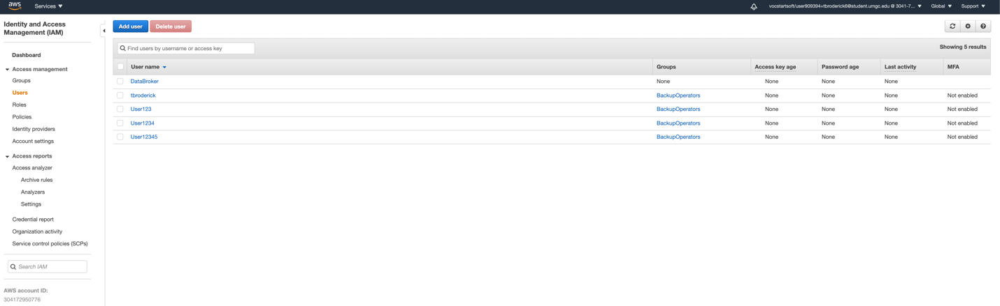 aws
Services
vocstartsoft/user909394=tbroderick6@student.umgc.edu @ 3041-7...
Global
Support
Identity and Access
Management (IAM)
Dashboard
Access management
Groups
Users
Roles
Policies
Identity providers
Account settings
Access reports
Access analyzer
Archive rules
Analyzers
Settings
Credential report
Organization activity
Service control policies (SCPs)
Search IAM
AWS account ID:
304172950776
Add user Delete user
Find users by username or access key
Showing 5 results
User name Groups Access key age Password age Last activity MFA
DataBroker None None None None
tbroderick BackupOperators None None None Not enabled
User123 BackupOperators None None None Not enabled
User1234 BackupOperators None None None Not enabled
User12345 BackupOperators None None None Not enabled